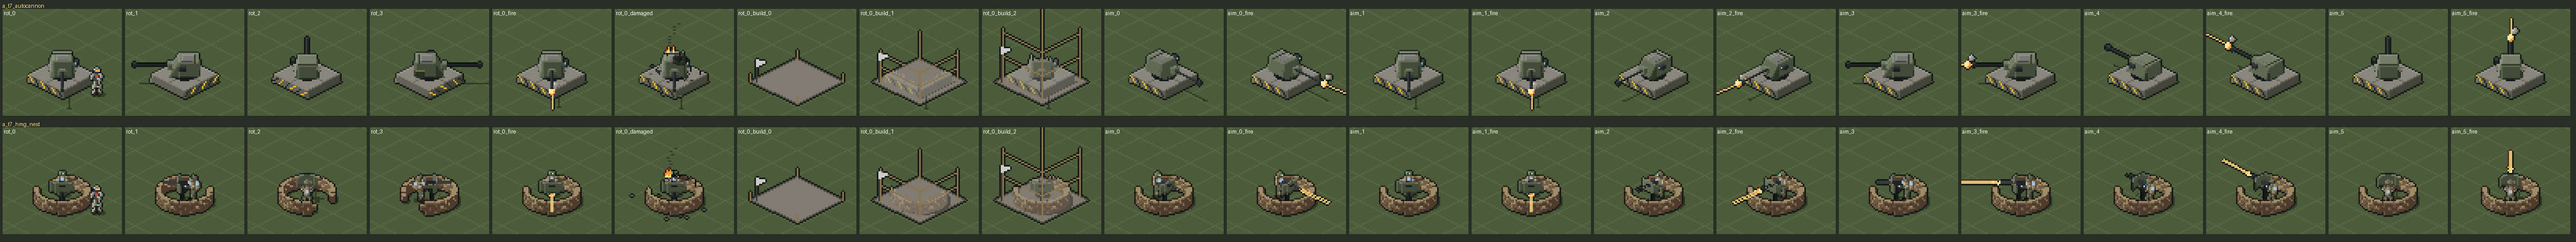 a_t7_autocannon
rot_0 rot_1 rot_2 rot_3 rot_0_fire rot_0_damaged rot_0_build_0 rot_0_build_1 rot_0_build_2 aim_0 aim_0_fire aim_1 aim_1_fire aim_2 aim_2_fire aim_3 aim_3_fire aim_4 aim_4_fire aim_5 aim_5_fire
a_t7_hmg_nest
rot_0 rot_1 rot_2 rot_3 rot_0_fire rot_0_damaged rot_0_build_0 rot_0_build_1 rot_0_build_2 aim_0 aim_0_fire aim_1 aim_1_fire aim_2 aim_2_fire aim_3 aim_3_fire aim_4 aim_4_fire aim_5 aim_5_fire